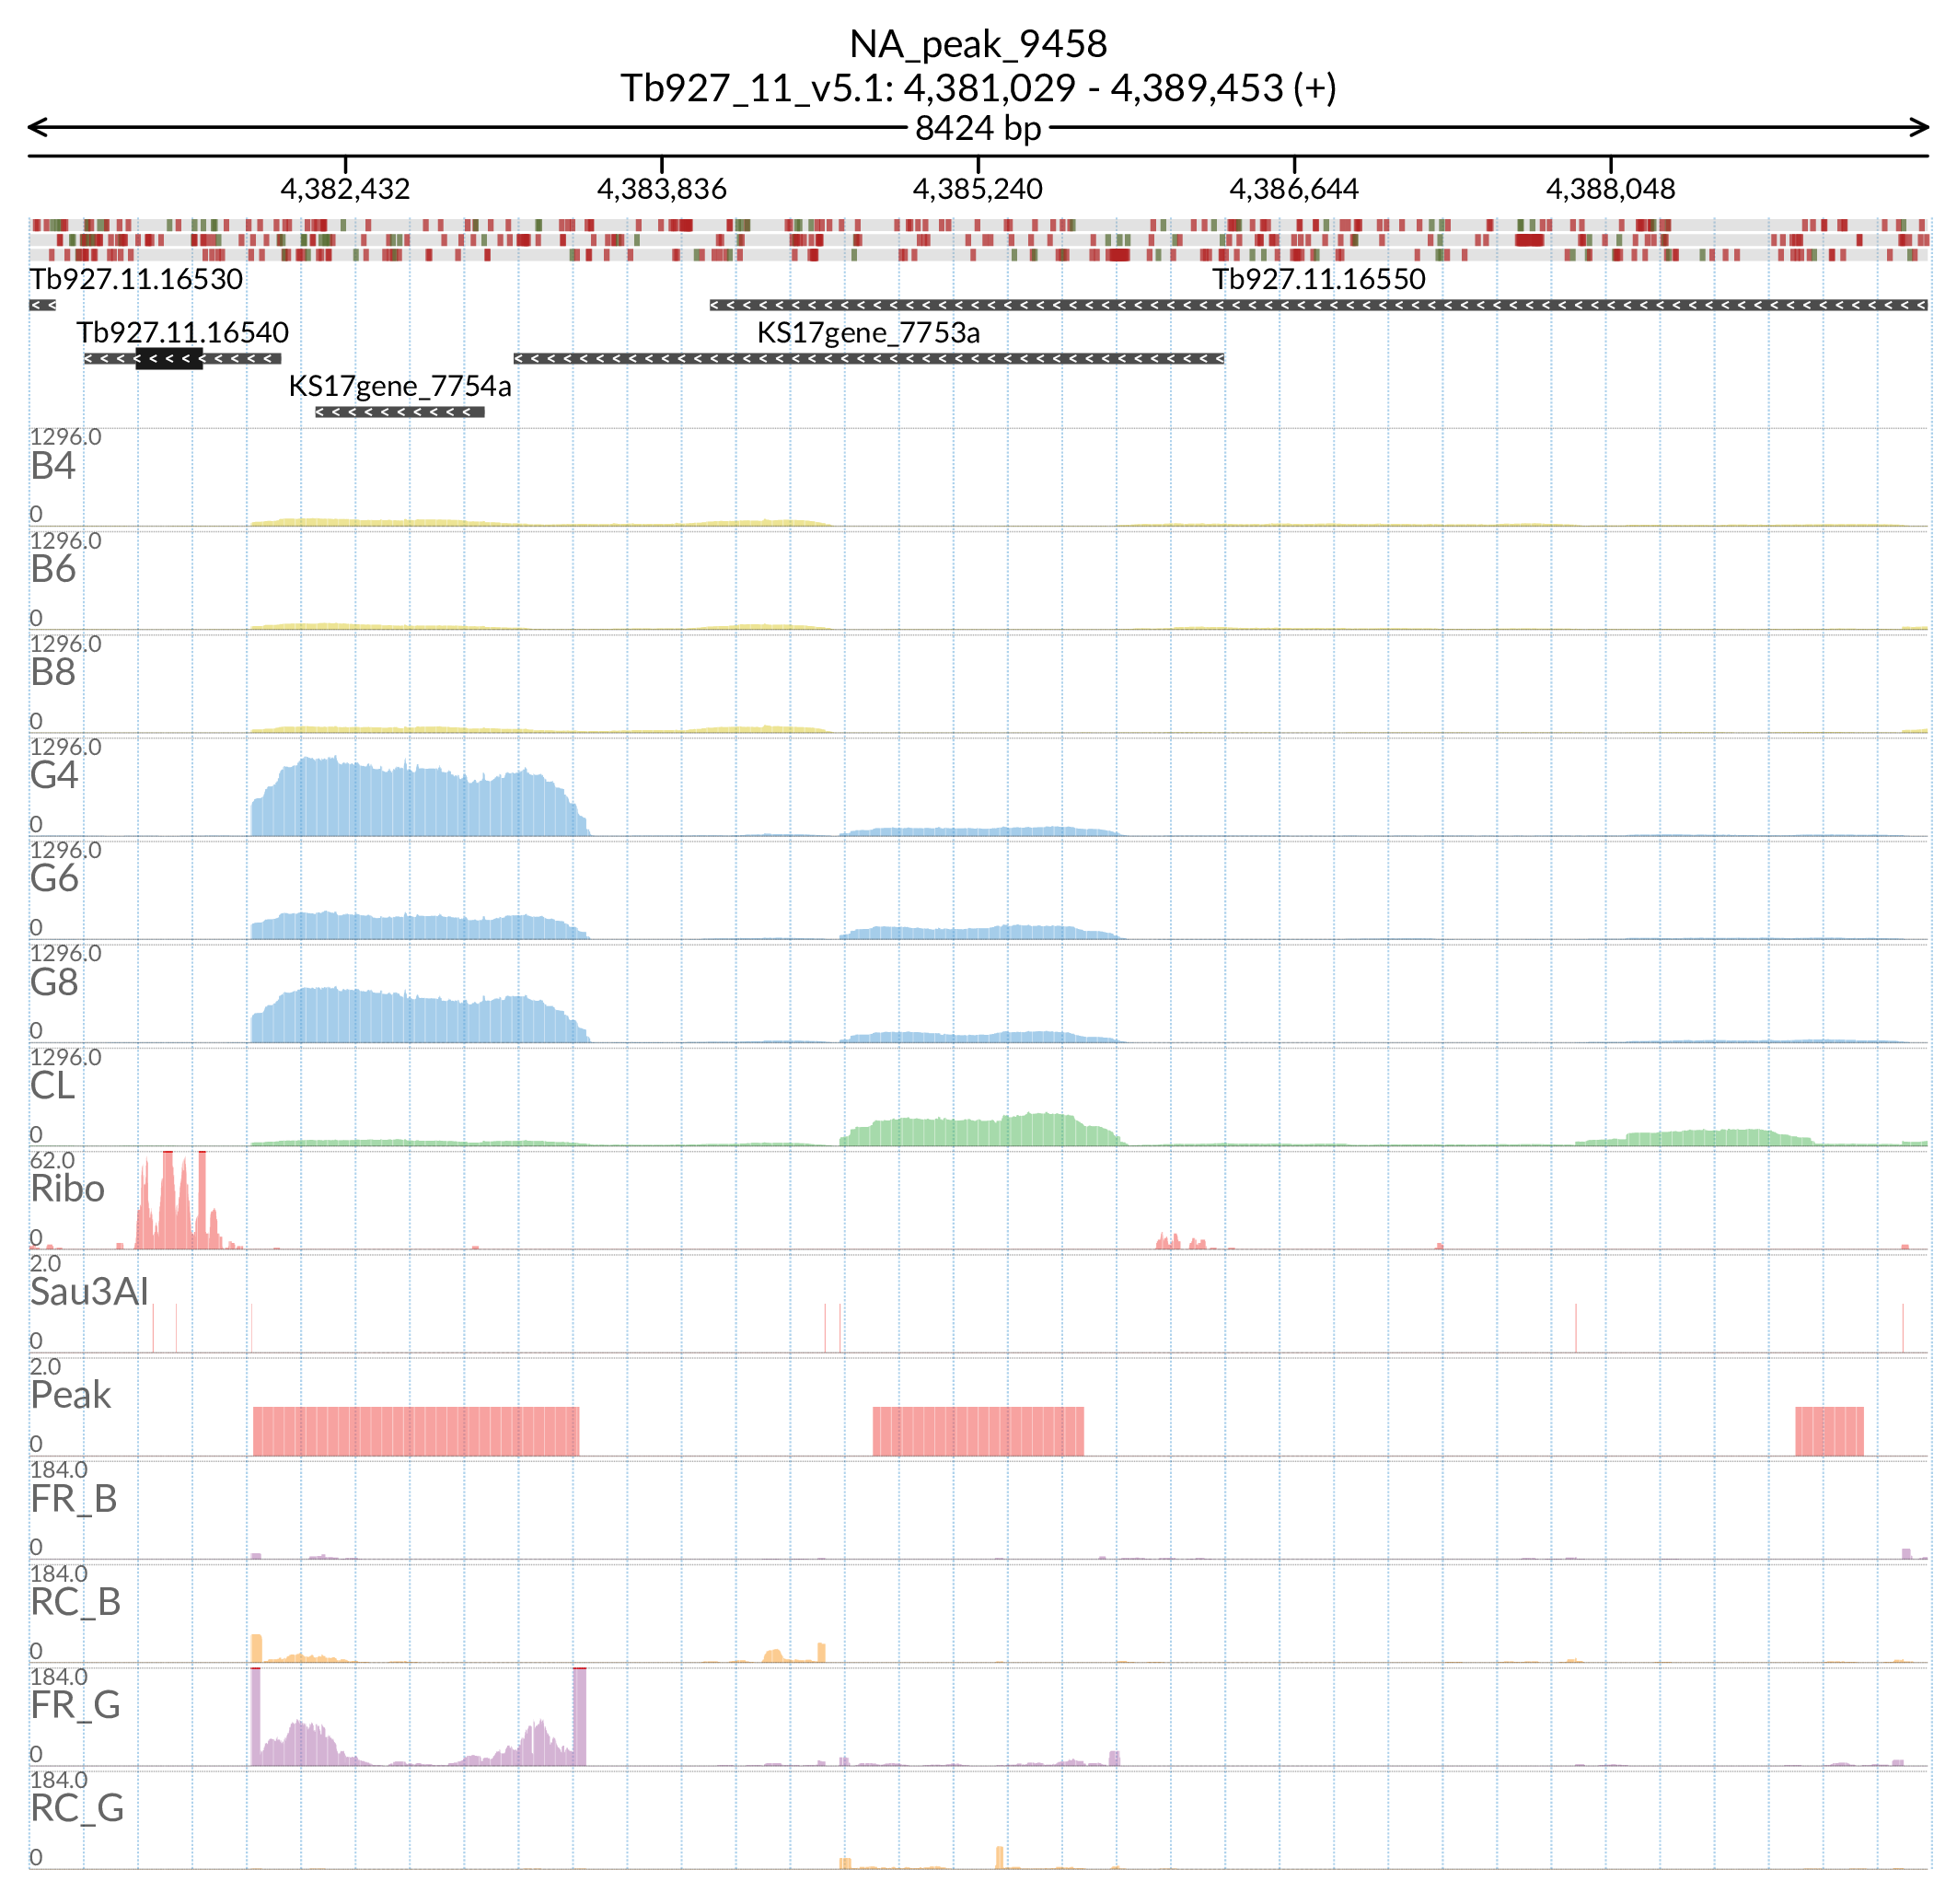 NA_peak_9458
Tb927_11_v5.1: 4,381,029 - 4,389,453 (+)
8424 bp
4,382,432 4,383,836 4,385,240 4,386,644 4,388,048
Tb927.11.16530 Tb927.11.16550
Tb927.11.16540 KS17gene_7753a
KS17gene_7754a
1296.0
B4
0
1296.0
B6
0
1296.0
B8
0
1296.0
G4
0
1296.0
G6
0
1296.0
G8
0
1296.0
CL
0
62.0
Ribo
0
2.0
Sau3AI
0
2.0
Peak
0
184.0
FR_B
0
184.0
RC_B
0
184.0
FR_G
0
184.0
RC_G
0